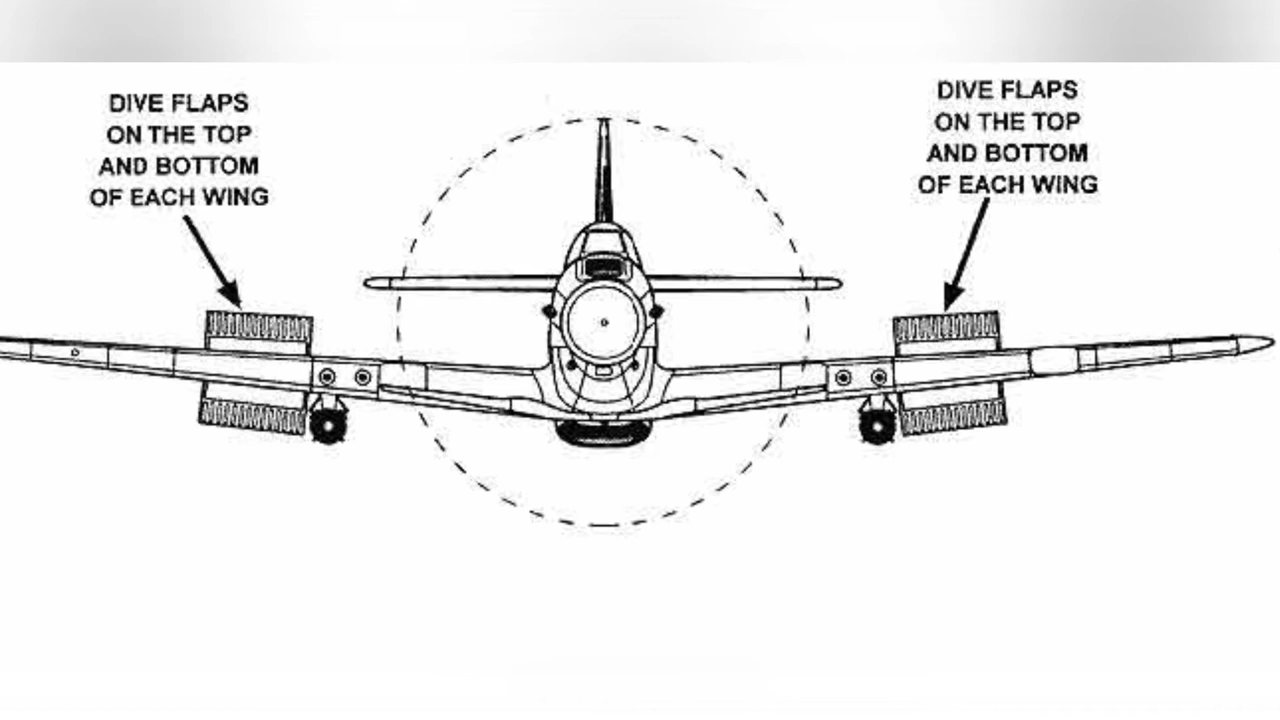 DIVE FLAPS
ON THE TOP
AND BOTTOM
OF EACH WING
DIVE FLAPS
ON THE TOP
AND BOTTOM
OF EACH WING